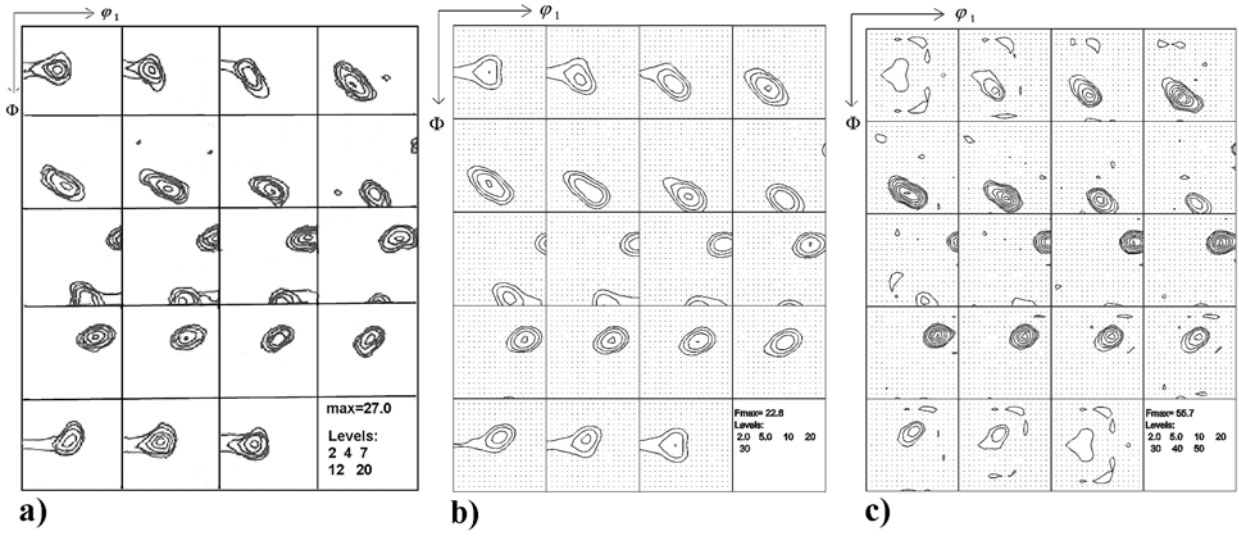 φ₁
Φ
max=27.0
Levels:
2 4 7
12 20
a)
φ₁
Φ
Fmax= 22.8
Levels:
2.0 5.0 10 20
30
b)
φ₁
Φ
Fmax= 55.7
Levels:
2.0 5.0 10 20
30 40 50
c)